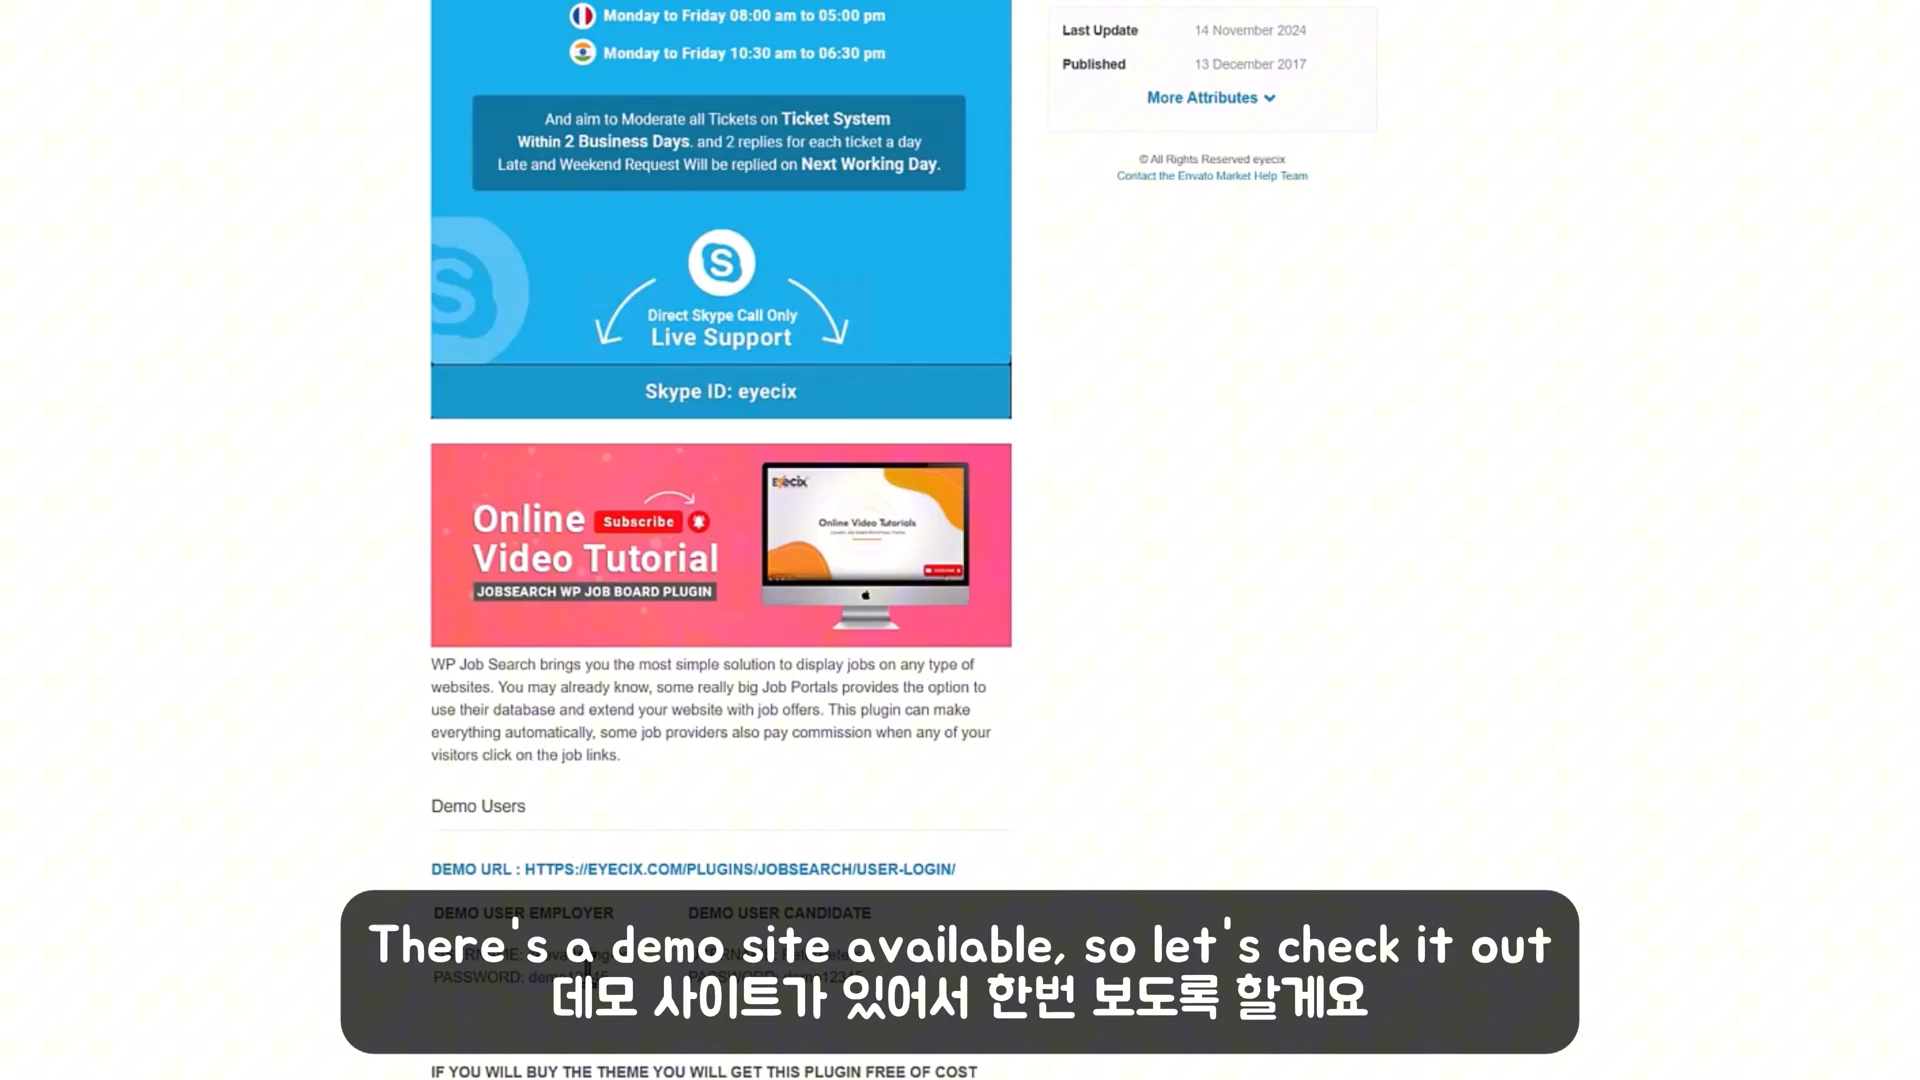 Monday to Friday 08:00 am to 05:00 pm
Monday to Friday 10:30 am to 06:30 pm
And aim to Moderate all Tickets on Ticket System
Within 2 Business Days. and 2 replies for each ticket a day
Late and Weekend Request Will be replied on Next Working Day.
Direct Skype Call Only
Live Support
Skype ID: eyecix
Last Update 14 November 2024
Published 13 December 2017
More Attributes
© All Rights Reserved eyecix
Contact the Envato Market Help Team
Online Subscribe
Video Tutorial
JOBSEARCH WP JOB BOARD PLUGIN
Eyecix
Online Video Tutorials
WP Job Search brings you the most simple solution to display jobs on any type of
websites. You may already know, some really big Job Portals provides the option to
use their database and extend your website with job offers. This plugin can make
everything automatically, some job providers also pay commission when any of your
visitors click on the job links.
Demo Users
DEMO URL : HTTPS://EYECIX.COM/PLUGINS/JOBSEARCH/USER-LOGIN/
DEMO USER EMPLOYER DEMO USER CANDIDATE
There's a demo site available, so let's check it out
데모 사이트가 있어서 한번 보도록 할게요
IF YOU WILL BUY THE THEME YOU WILL GET THIS PLUGIN FREE OF COST